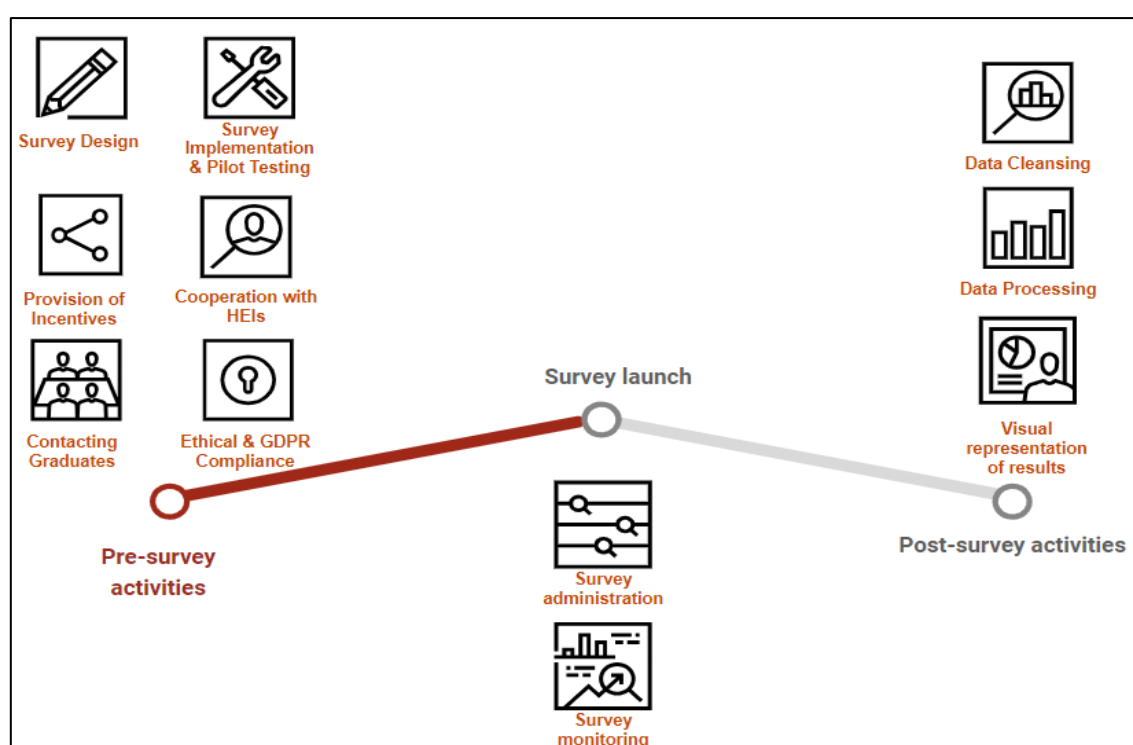 Survey Design
Survey
Implementation
& Pilot Testing
Provision of
Incentives
Cooperation with
HEIs
Contacting
Graduates
Ethical & GDPR
Compliance
Pre-survey
activities
Survey launch
Survey
administration
Survey
monitoring
Data Cleansing
Data Processing
Visual
representation
of results
Post-survey activities